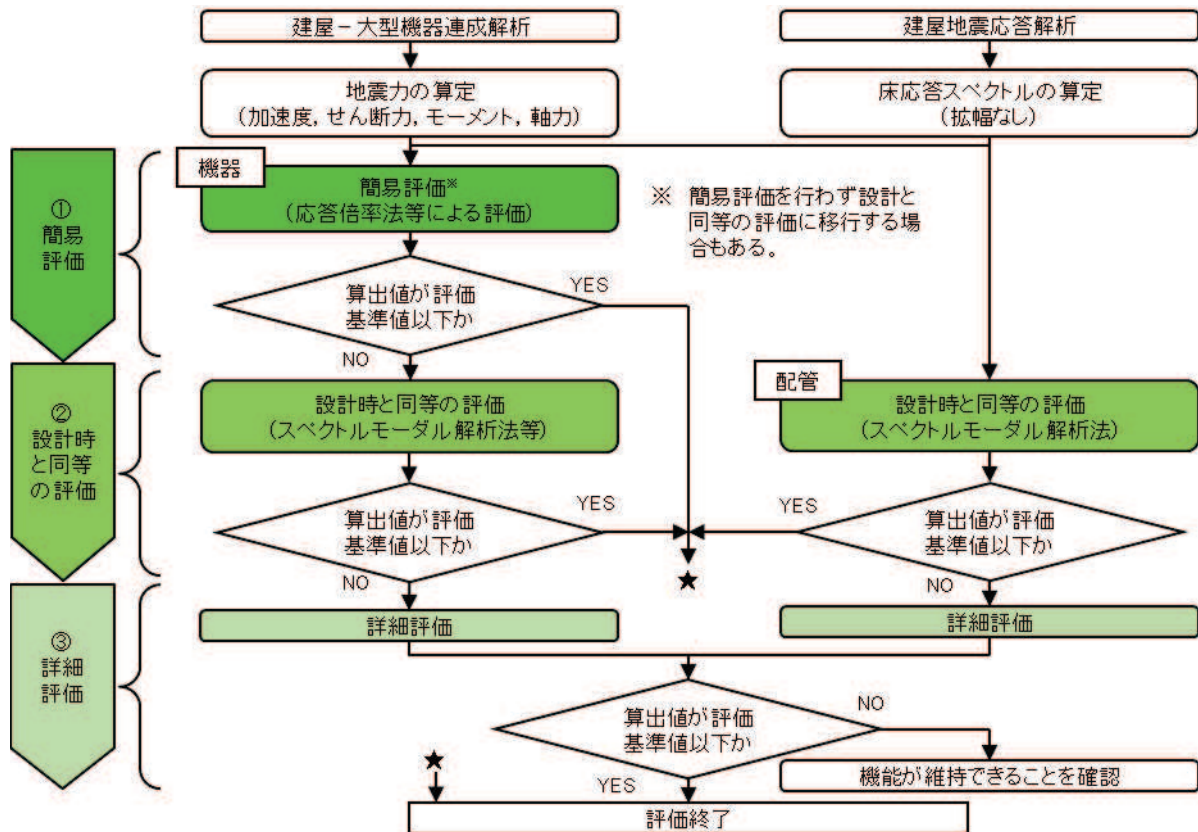 建屋－大型機器連成解析
建屋地震応答解析
地震力の算定
(加速度，せん断力，モーメント，軸力)
床応答スペクトルの算定
(拡幅なし)
①
簡易
評価
機器
簡易評価※
(応答倍率法等による評価)
※ 簡易評価を行わず設計と
同等の評価に移行する場
合もある。
算出値が評価
基準値以下か
YES
NO
②
設計時
と同等
の評価
設計時と同等の評価
(スペクトルモーダル解析法等)
配管
設計時と同等の評価
(スペクトルモーダル解析法)
算出値が評価
基準値以下か
YES
NO
YES
算出値が評価
基準値以下か
NO
★
③
詳細
評価
詳細評価
詳細評価
算出値が評価
基準値以下か
NO
YES
機能が維持できることを確認
★
評価終了